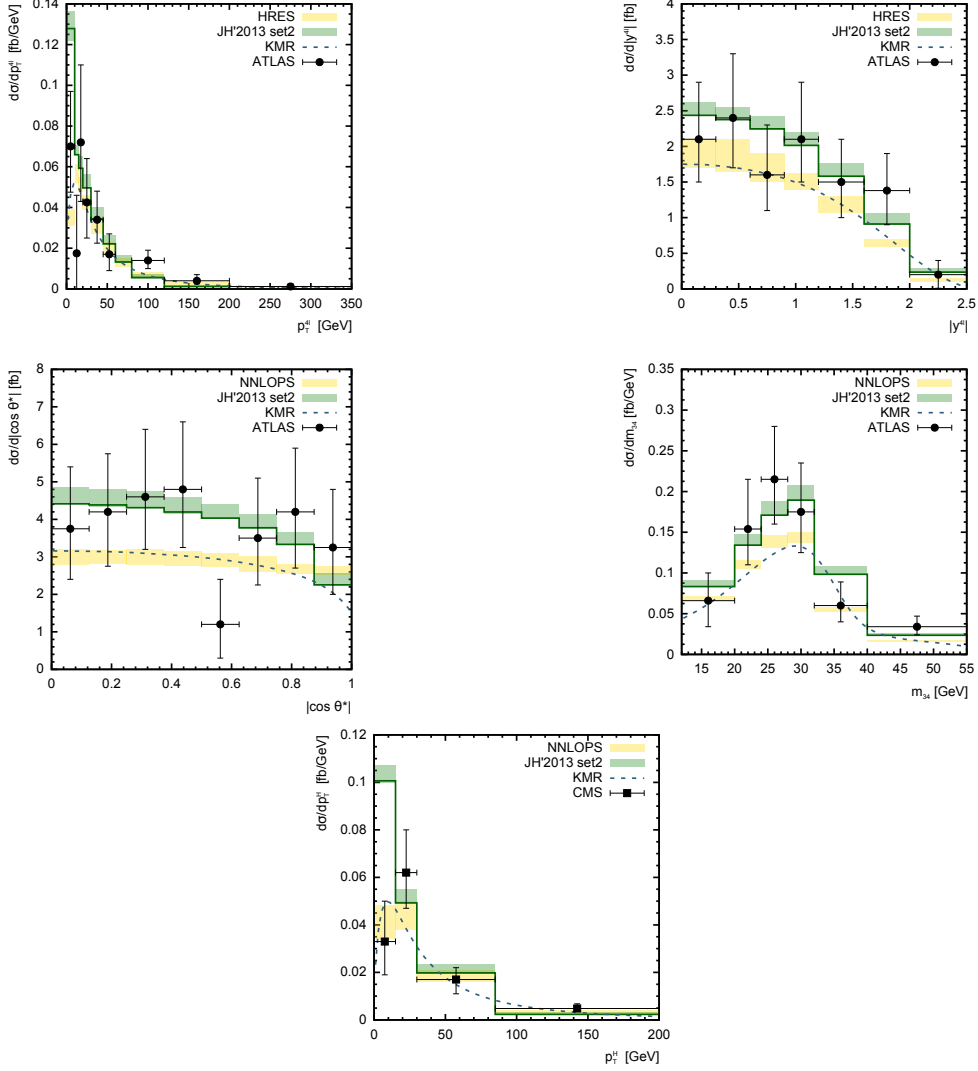 dσ/dp_T^4l [fb/GeV]
HRES
JH'2013 set2
KMR
ATLAS
0.14
0.12
0.1
0.08
0.06
0.04
0.02
0
0 50 100 150 200 250 300 350
p_T^4l [GeV]
dσ/d|y^4l| [fb]
HRES
JH'2013 set2
KMR
ATLAS
4
3.5
3
2.5
2
1.5
1
0.5
0
0 0.5 1 1.5 2 2.5
|y^4l|
dσ/d|cos θ*| [fb]
NNLOPS
JH'2013 set2
KMR
ATLAS
8
7
6
5
4
3
2
1
0
0 0.2 0.4 0.6 0.8 1
|cos θ*|
dσ/dm_34 [fb/GeV]
NNLOPS
JH'2013 set2
KMR
ATLAS
0.35
0.3
0.25
0.2
0.15
0.1
0.05
0
15 20 25 30 35 40 45 50 55
m_34 [GeV]
dσ/dp_T^H [fb/GeV]
NNLOPS
JH'2013 set2
KMR
CMS
0.12
0.1
0.08
0.06
0.04
0.02
0
0 50 100 150 200
p_T^H [GeV]